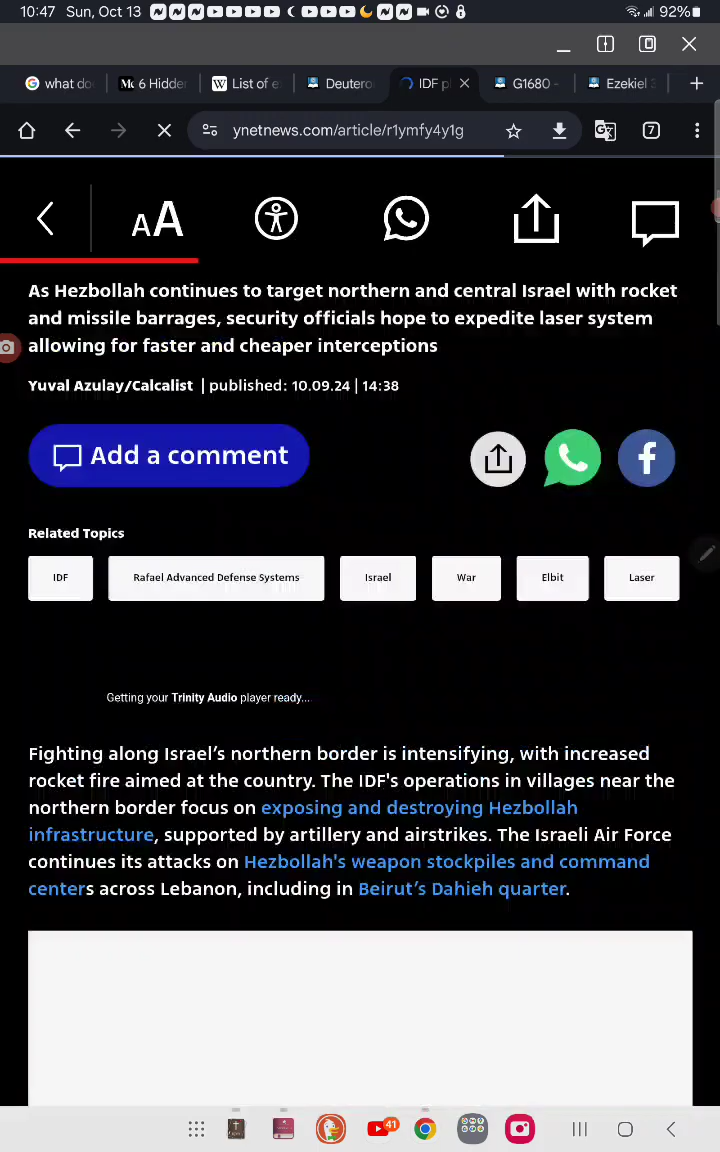 10:47 Sun, Oct 13
92%
what do
6 Hidder
List of e
Deutero
IDF p
G1680 -
Ezekiel
ynetnews.com/article/r1ymfy4y1g
7
AA
As Hezbollah continues to target northern and central Israel with rocket
and missile barrages, security officials hope to expedite laser system
allowing for faster and cheaper interceptions
Yuval Azulay/Calcalist | published: 10.09.24 | 14:38
Add a comment
Related Topics
IDF
Rafael Advanced Defense Systems
Israel
War
Elbit
Laser
Getting your Trinity Audio player ready...
Fighting along Israel’s northern border is intensifying, with increased
rocket fire aimed at the country. The IDF's operations in villages near the
northern border focus on exposing and destroying Hezbollah
infrastructure, supported by artillery and airstrikes. The Israeli Air Force
continues its attacks on Hezbollah's weapon stockpiles and command
centers across Lebanon, including in Beirut’s Dahieh quarter.
41